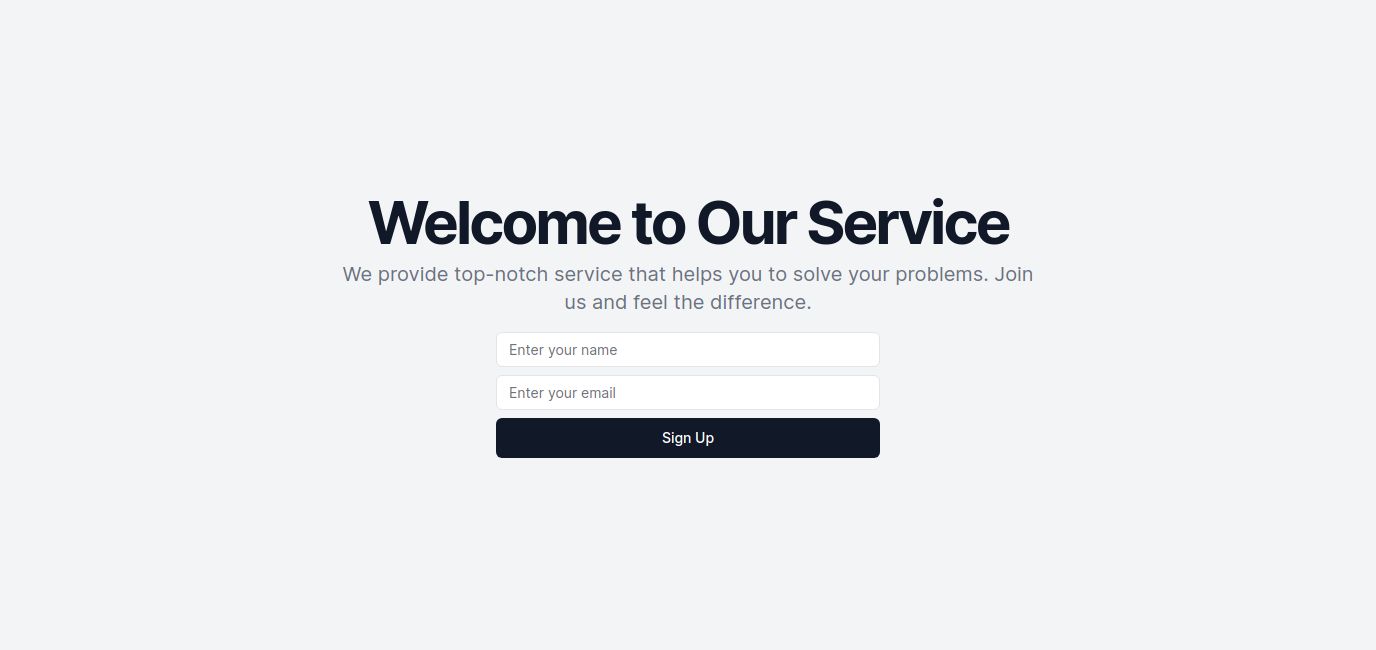 Welcome to Our Service
We provide top-notch service that helps you to solve your problems. Join
us and feel the difference.
Enter your name
Enter your email
Sign Up